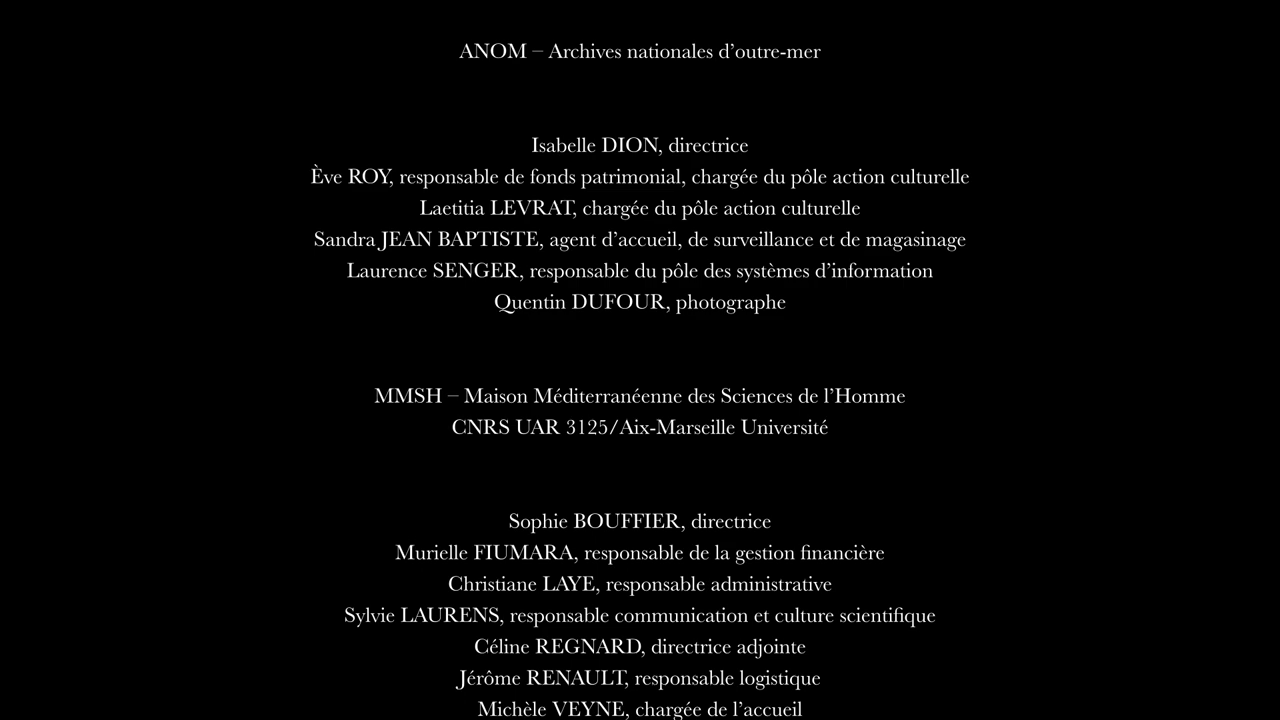 ANOM – Archives nationales d’outre-mer
Isabelle DION, directrice
Ève ROY, responsable de fonds patrimonial, chargée du pôle action culturelle
Laetitia LEVRAT, chargée du pôle action culturelle
Sandra JEAN BAPTISTE, agent d’accueil, de surveillance et de magasinage
Laurence SENGER, responsable du pôle des systèmes d’information
Quentin DUFOUR, photographe
MMSH – Maison Méditerranéenne des Sciences de l’Homme
CNRS UAR 3125/Aix-Marseille Université
Sophie BOUFFIER, directrice
Murielle FIUMARA, responsable de la gestion financière
Christiane LAYE, responsable administrative
Sylvie LAURENS, responsable communication et culture scientifique
Céline REGNARD, directrice adjointe
Jérôme RENAULT, responsable logistique
Michèle VEYNE, chargée de l’accueil